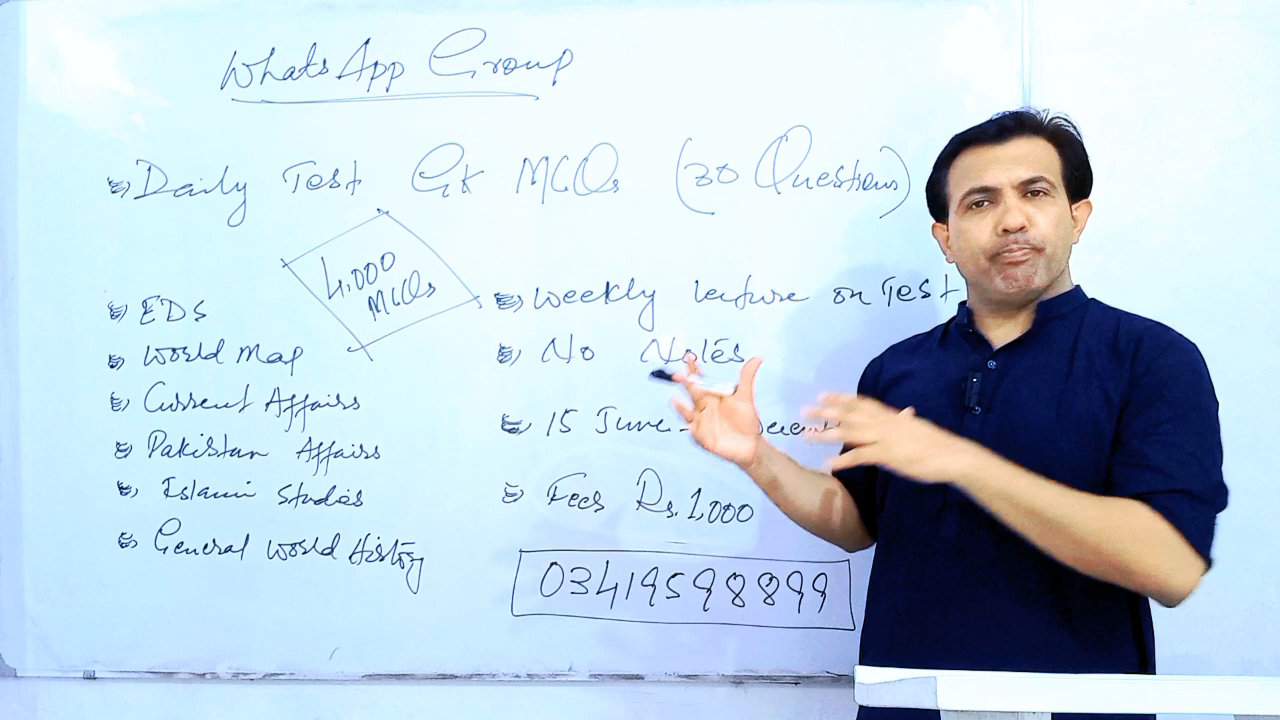 WhatsApp Group
Daily Test GK MCQs (30 Questions)
4,000
MCQs
EDS
World Map
Current Affairs
Pakistan Affairs
Islamic Studies
General World History
Weekly lecture on Test
No Notes
15 June -
Fees Rs. 1,000
03419598899